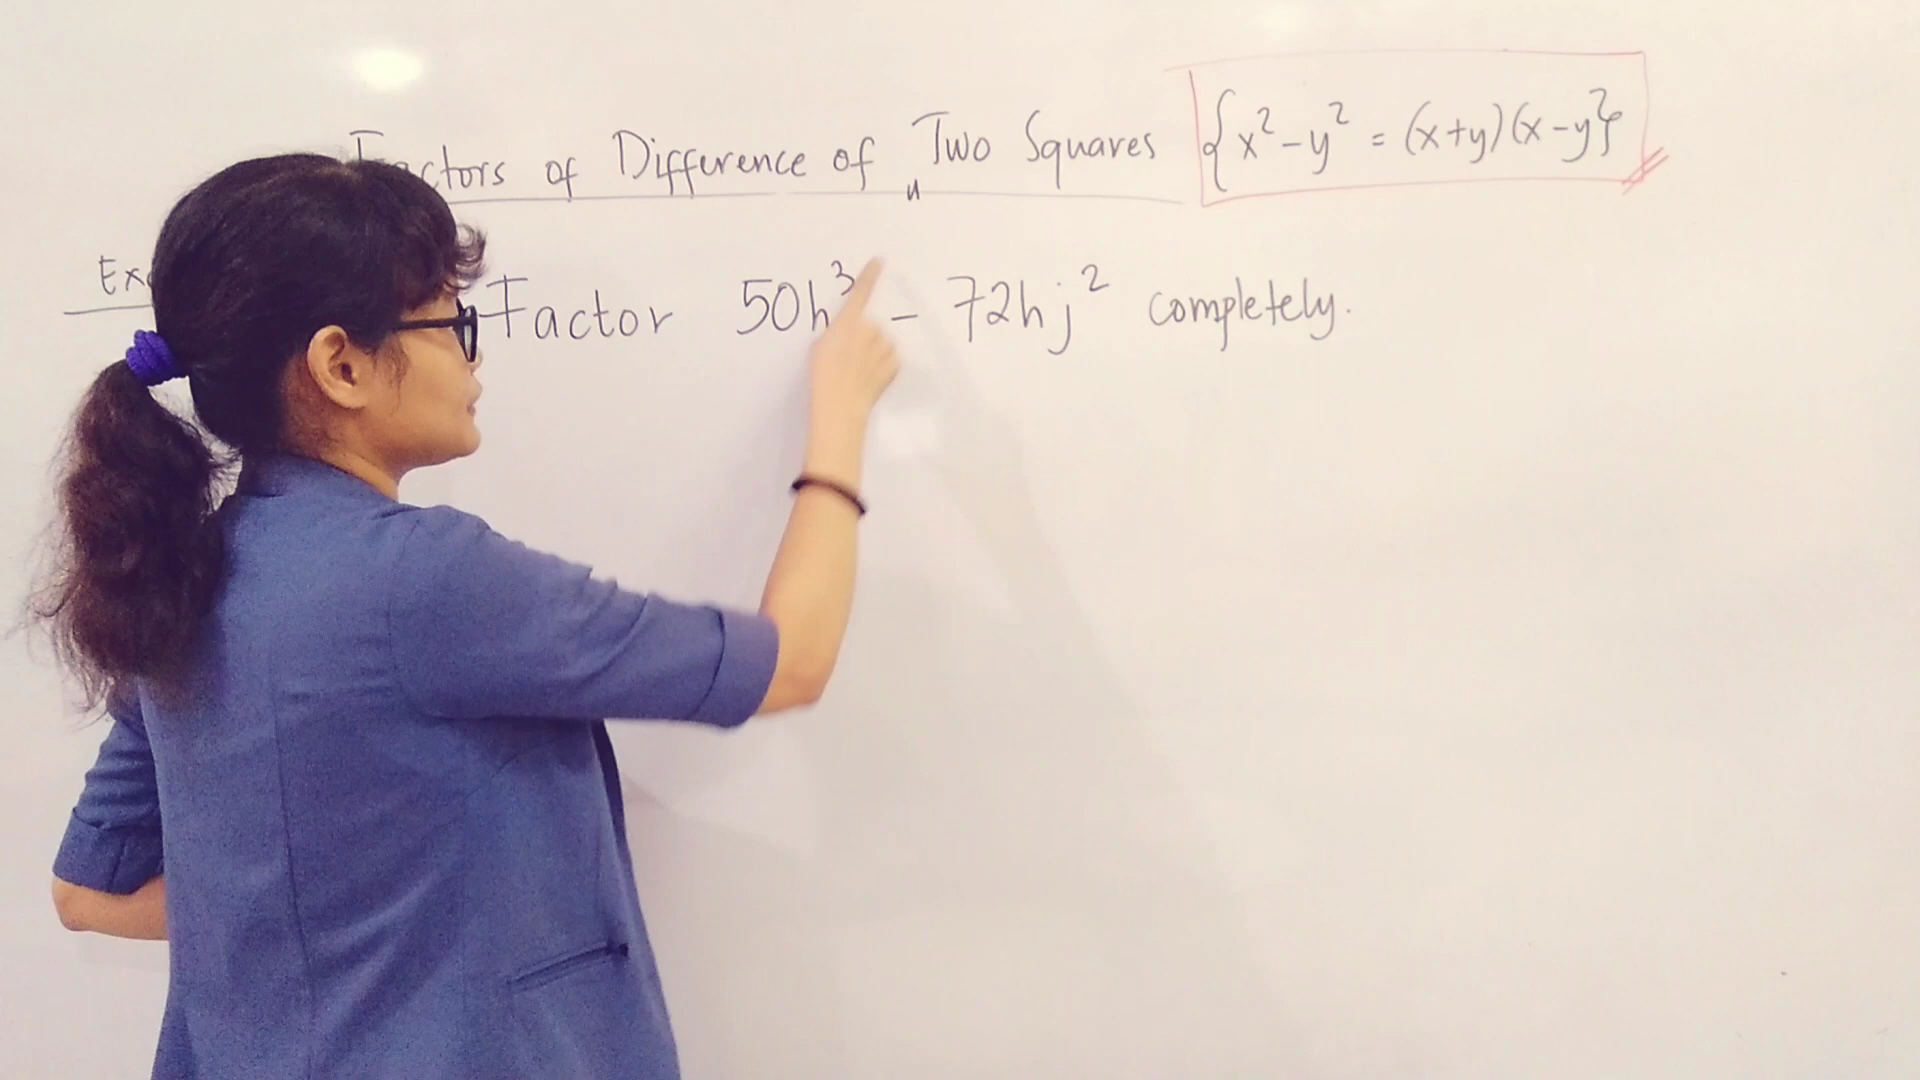 Factors of Difference of Two Squares {x² - y² = (x+y)(x-y)}
"
Factor 50h³ - 72hj² completely.